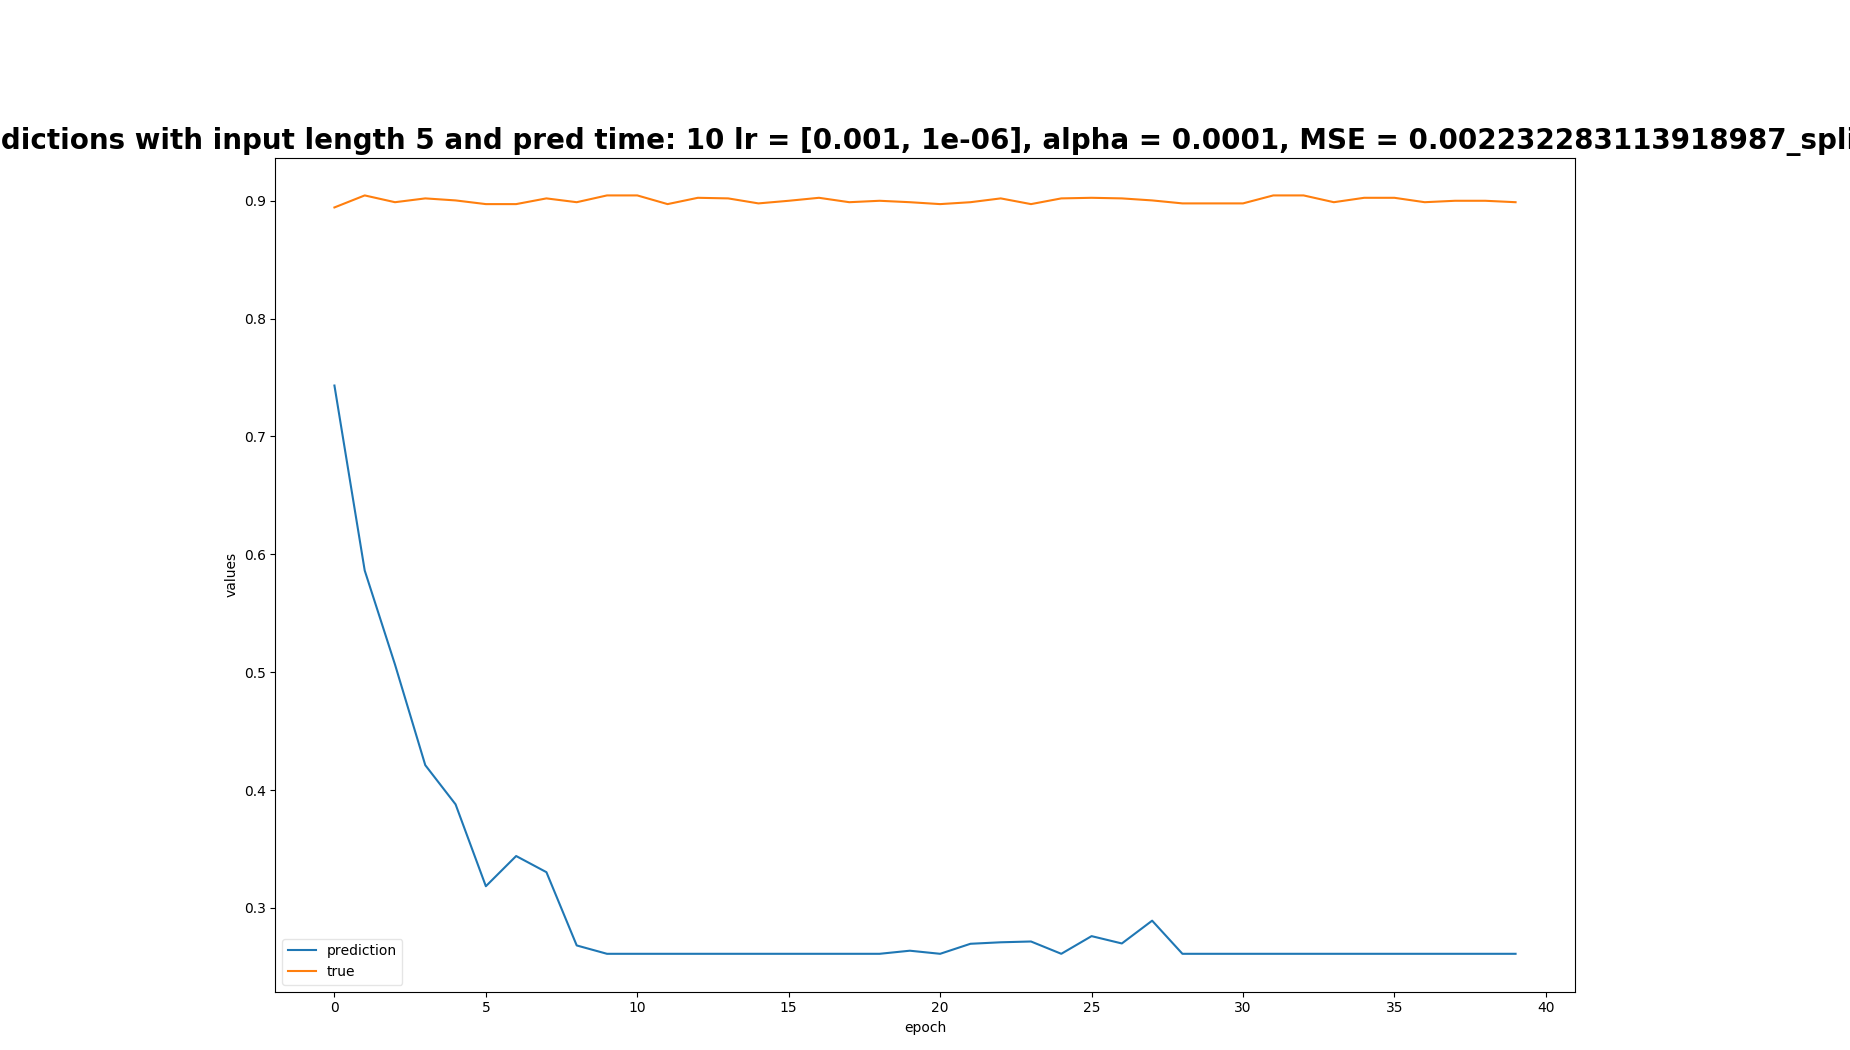 dictions with input length 5 and pred time: 10 lr = [0.001, 1e-06], alpha = 0.0001, MSE = 0.002232283113918987_spli
0.9
0.8
0.7
0.6
0.5
0.4
0.3
values
prediction
true
0 5 10 15 20 25 30 35 40
epoch